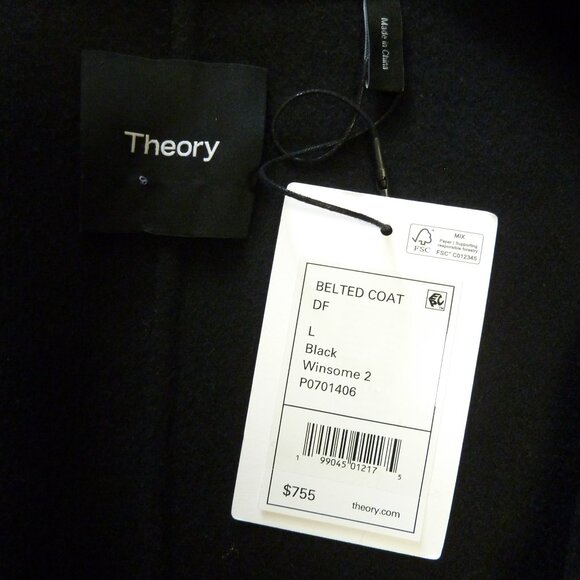 Made in China
Theory
MIX
Paper | Supporting
responsible forestry
FSC
FSC™ C012345
BELTED COAT
DF
L
Black
Winsome 2
P0701406
1 99045 01217 5
$755
theory.com